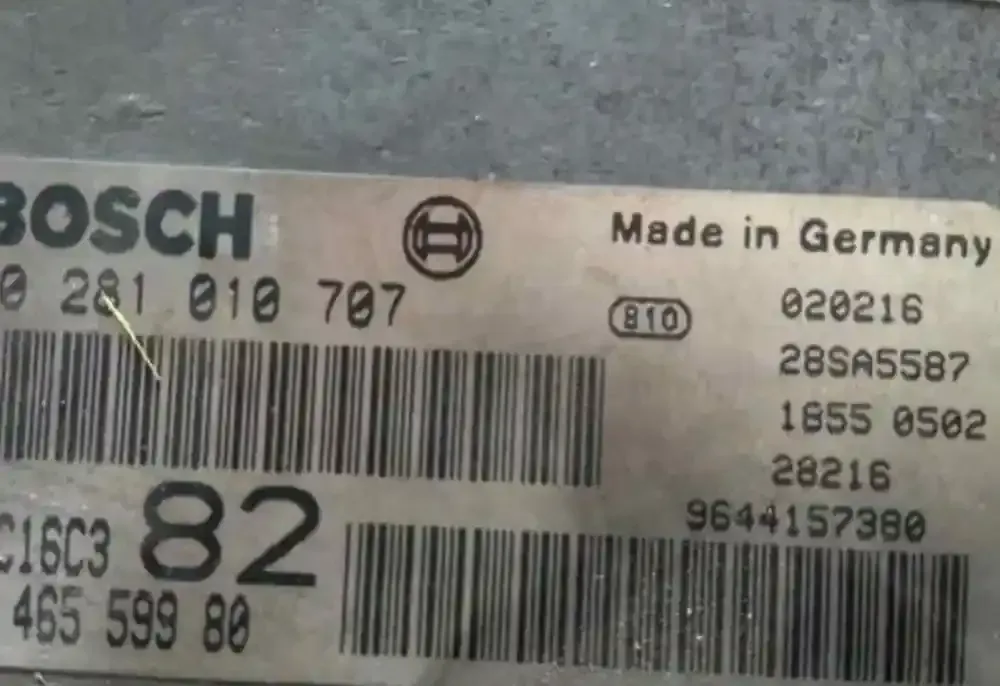 BOSCH
Made in Germany
0 281 010 707
810
020216
28SA5587
1855 0502
28216
9644157380
C16C3 82
465 599 80